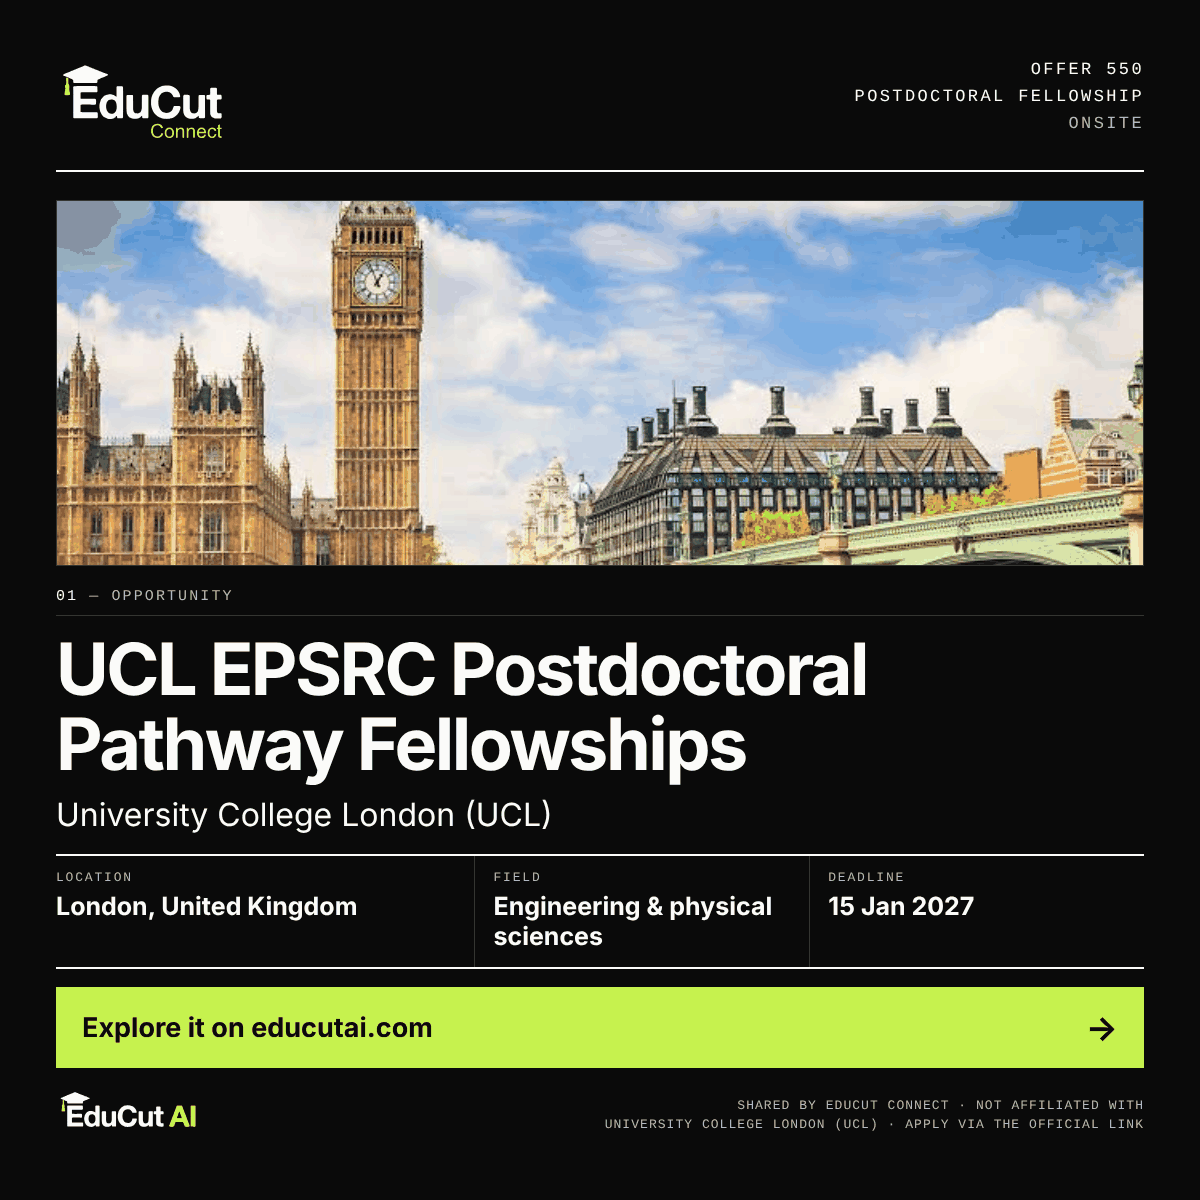 EduCut
Connect
OFFER 550
POSTDOCTORAL FELLOWSHIP
ONSITE
01 — OPPORTUNITY
UCL EPSRC Postdoctoral
Pathway Fellowships
University College London (UCL)
LOCATION
London, United Kingdom
FIELD
Engineering & physical
sciences
DEADLINE
15 Jan 2027
Explore it on educutai.com →
EduCut AI
SHARED BY EDUCUT CONNECT · NOT AFFILIATED WITH
UNIVERSITY COLLEGE LONDON (UCL) · APPLY VIA THE OFFICIAL LINK